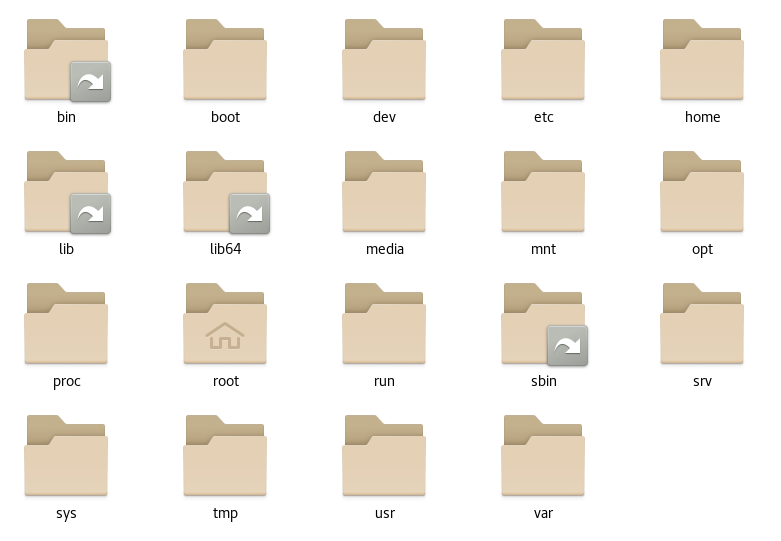 bin boot dev etc home
lib lib64 media mnt opt
proc root run sbin srv
sys tmp usr var